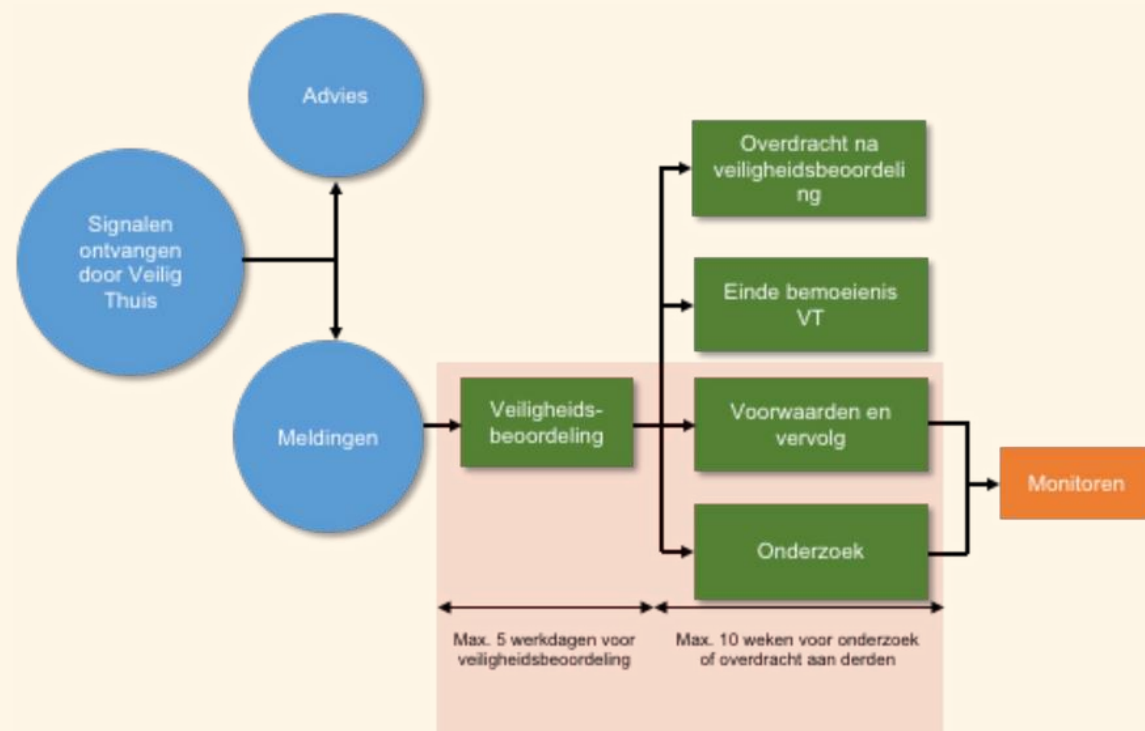 Advies
Signalen
ontvangen
door Veilig
Thuis
Meldingen
Veiligheids-
beoordeling
Overdracht na
veiligheidsbeoordeli
ng
Einde bemoeienis
VT
Voorwaarden en
vervolg
Onderzoek
Monitoren
Max. 5 werkdagen voor
veiligheidsbeoordeling
Max. 10 weken voor onderzoek
of overdracht aan derden